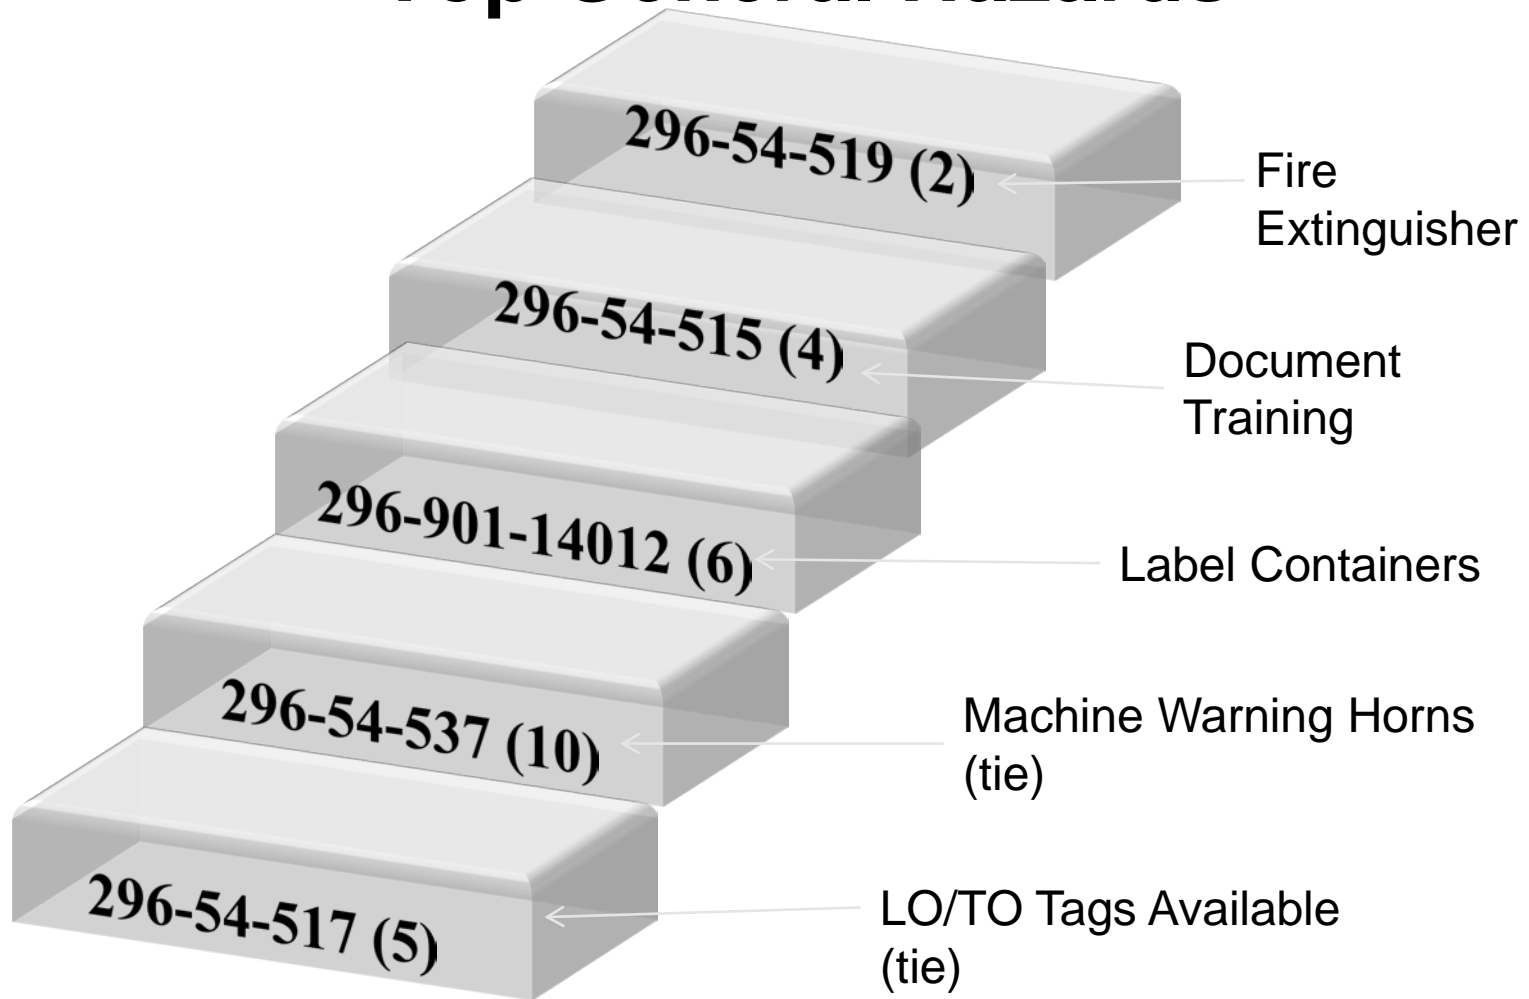 296-54-519 (2)
Fire
Extinguisher
296-54-515 (4)
Document
Training
296-901-14012 (6)
Label Containers
296-54-537 (10)
Machine Warning Horns
(tie)
296-54-517 (5)
LO/TO Tags Available
(tie)